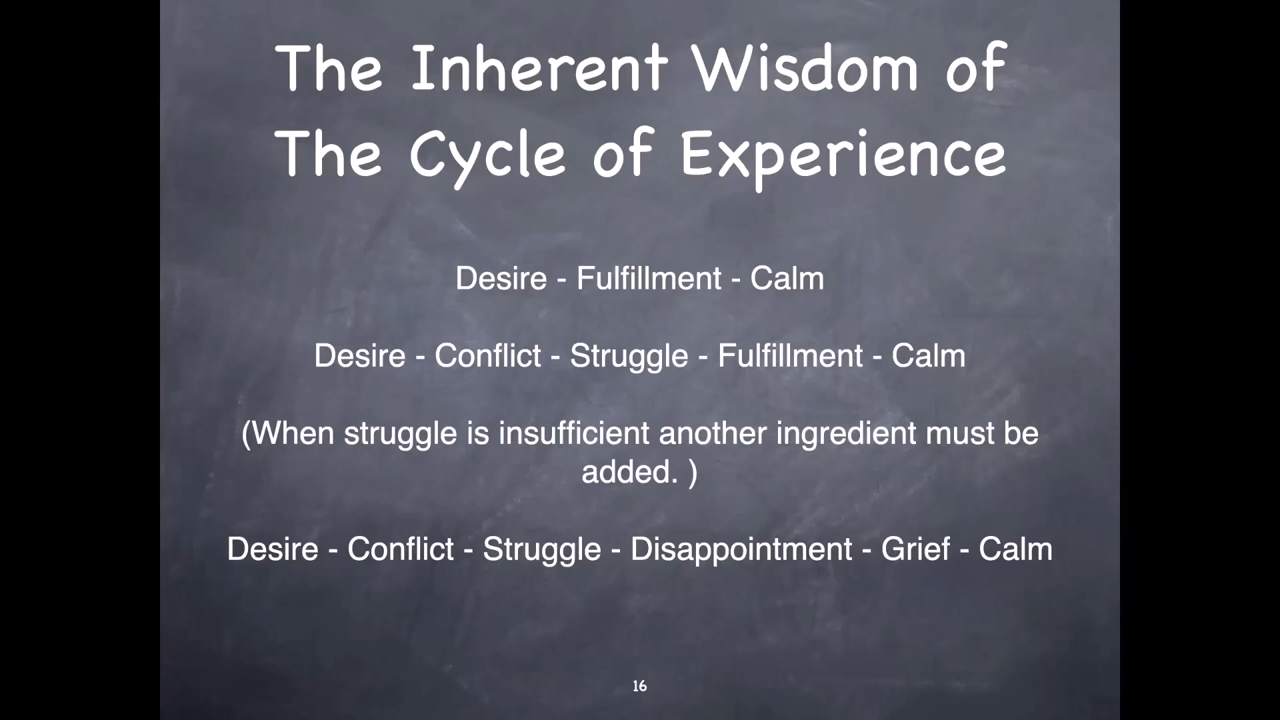 The Inherent Wisdom of
The Cycle of Experience
Desire - Fulfillment - Calm
Desire - Conflict - Struggle - Fulfillment - Calm
(When struggle is insufficient another ingredient must be
added. )
Desire - Conflict - Struggle - Disappointment - Grief - Calm
16